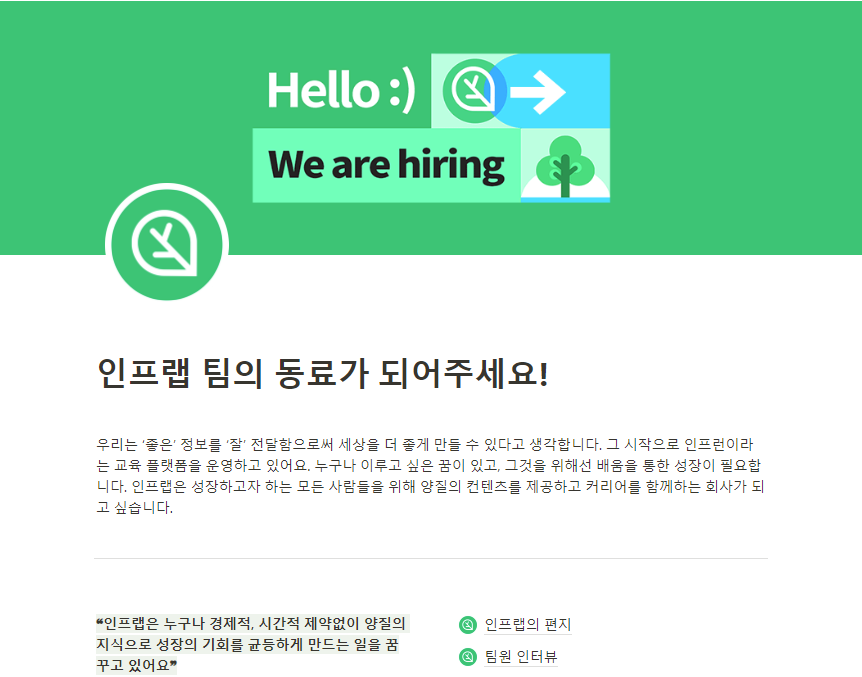 Hello :)
We are hiring
인프랩 팀의 동료가 되어주세요!
우리는 ‘좋은’ 정보를 ‘잘’ 전달함으로써 세상을 더 좋게 만들 수 있다고 생각합니다. 그 시작으로 인프런이라
는 교육 플랫폼을 운영하고 있어요. 누구나 이루고 싶은 꿈이 있고, 그것을 위해선 배움을 통한 성장이 필요합
니다. 인프랩은 성장하고자 하는 모든 사람들을 위해 양질의 컨텐츠를 제공하고 커리어를 함께하는 회사가 되
고 싶습니다.
❝인프랩은 누구나 경제적, 시간적 제약없이 양질의
지식으로 성장의 기회를 균등하게 만드는 일을 꿈
꾸고 있어요❞
인프랩의 편지
팀원 인터뷰